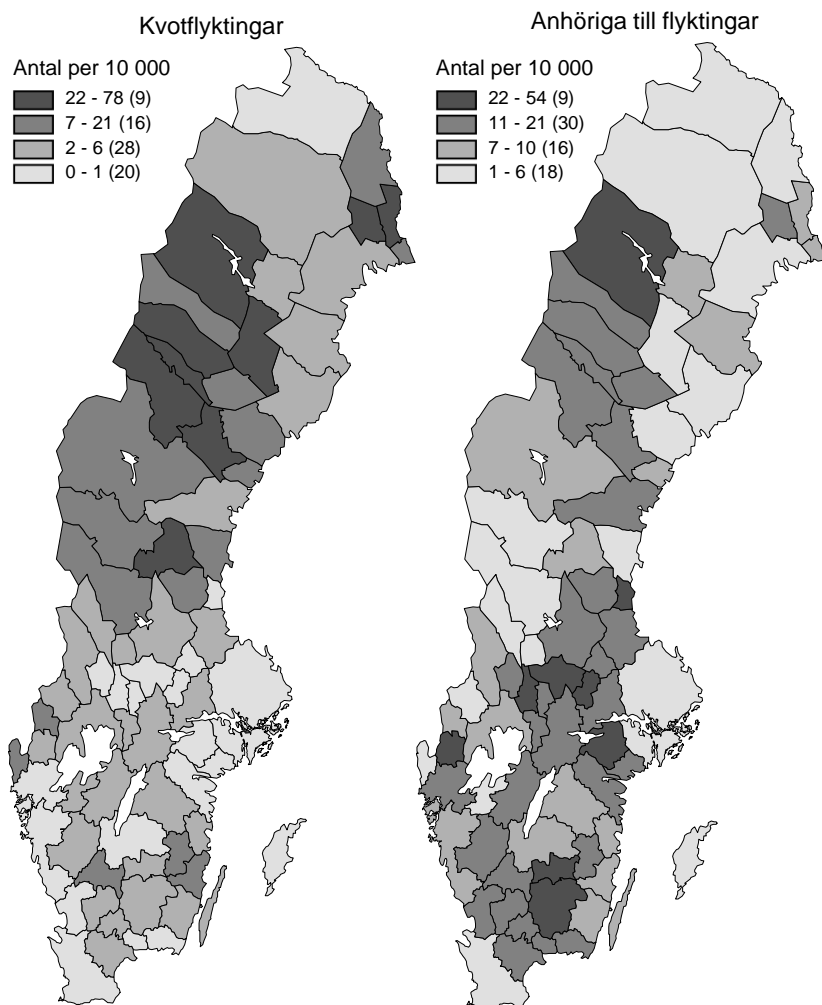 Kvotflyktingar
Antal per 10 000
22 - 78 (9)
7 - 21 (16)
2 - 6 (28)
0 - 1 (20)
Anhöriga till flyktingar
Antal per 10 000
22 - 54 (9)
11 - 21 (30)
7 - 10 (16)
1 - 6 (18)